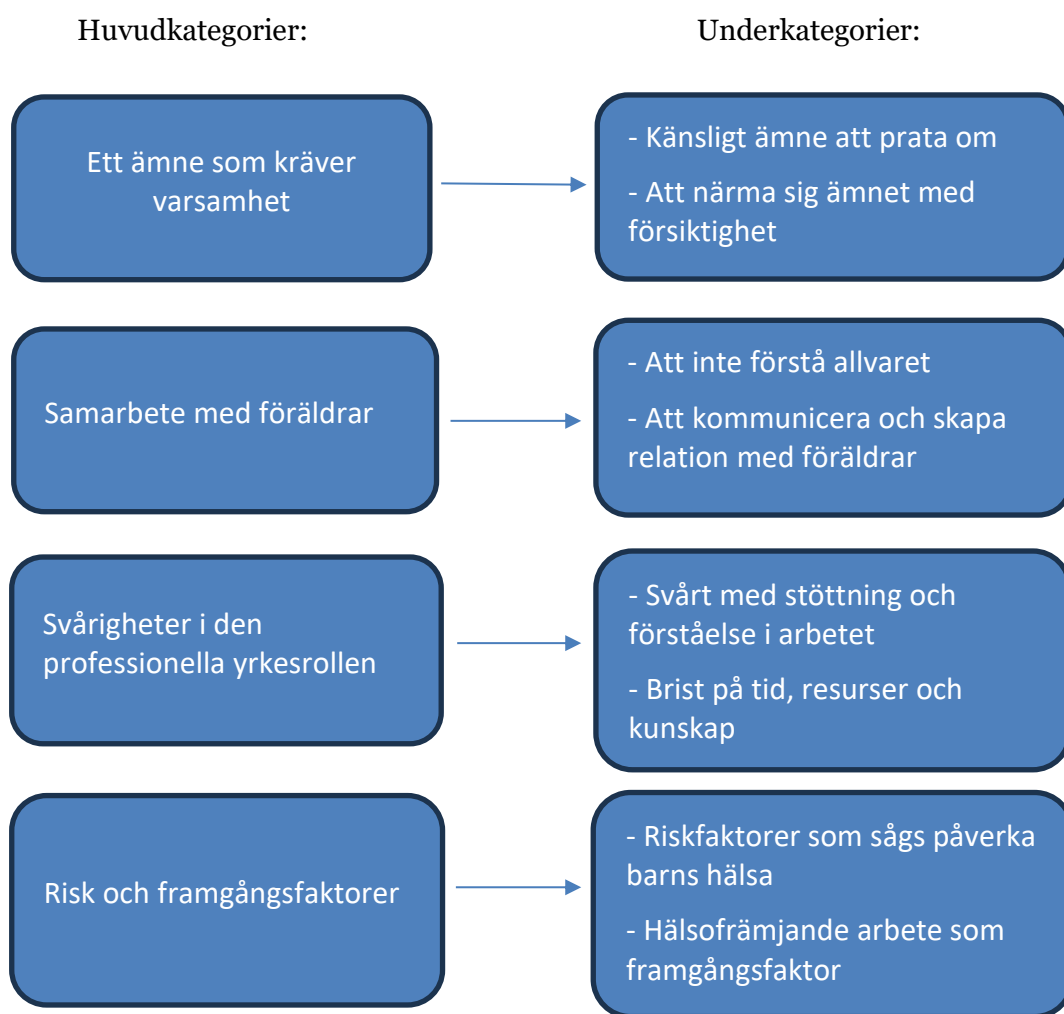 Huvudkategorier:
Underkategorier:
Ett ämne som kräver
varsamhet
- Känsligt ämne att prata om
- Att närma sig ämnet med
försiktighet
Samarbete med föräldrar
- Att inte förstå allvaret
- Att kommunicera och skapa
relation med föräldrar
Svårigheter i den
professionella yrkesrollen
- Svårt med stöttning och
förståelse i arbetet
- Brist på tid, resurser och
kunskap
Risk och framgångsfaktorer
- Riskfaktorer som sågs påverka
barns hälsa
- Hälsofrämjande arbete som
framgångsfaktor